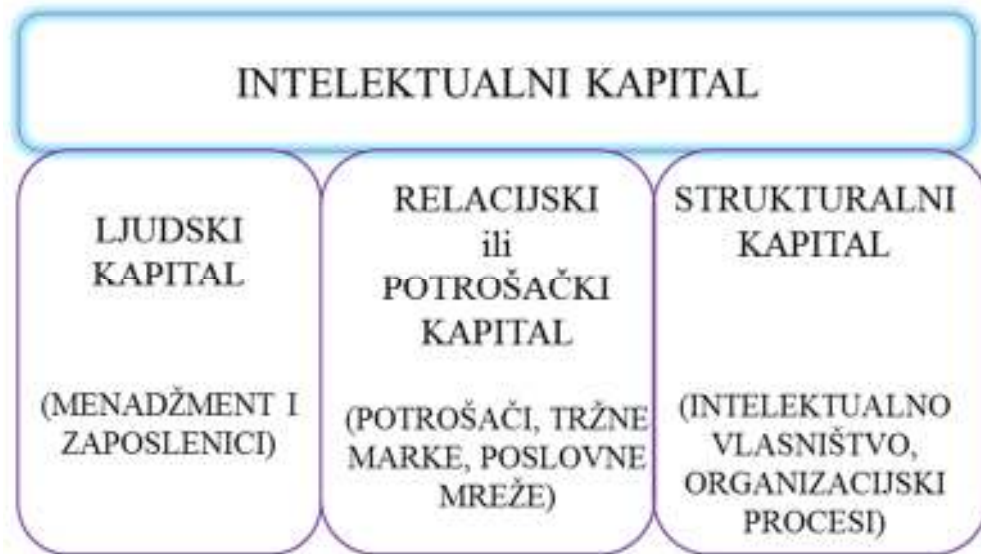 INTELEKTUALNI KAPITAL
LJUDSKI
KAPITAL
(MENADŽMENT I
ZAPOSLENICI)
RELACIJSKI
ili
POTROŠAČKI
KAPITAL
(POTROŠAČI, TRŽNE
MARKE, POSLOVNE
MREŽE)
STRUKTURALNI
KAPITAL
(INTELEKTUALNO
VLASNIŠTVO,
ORGANIZACIJSKI
PROCESI)